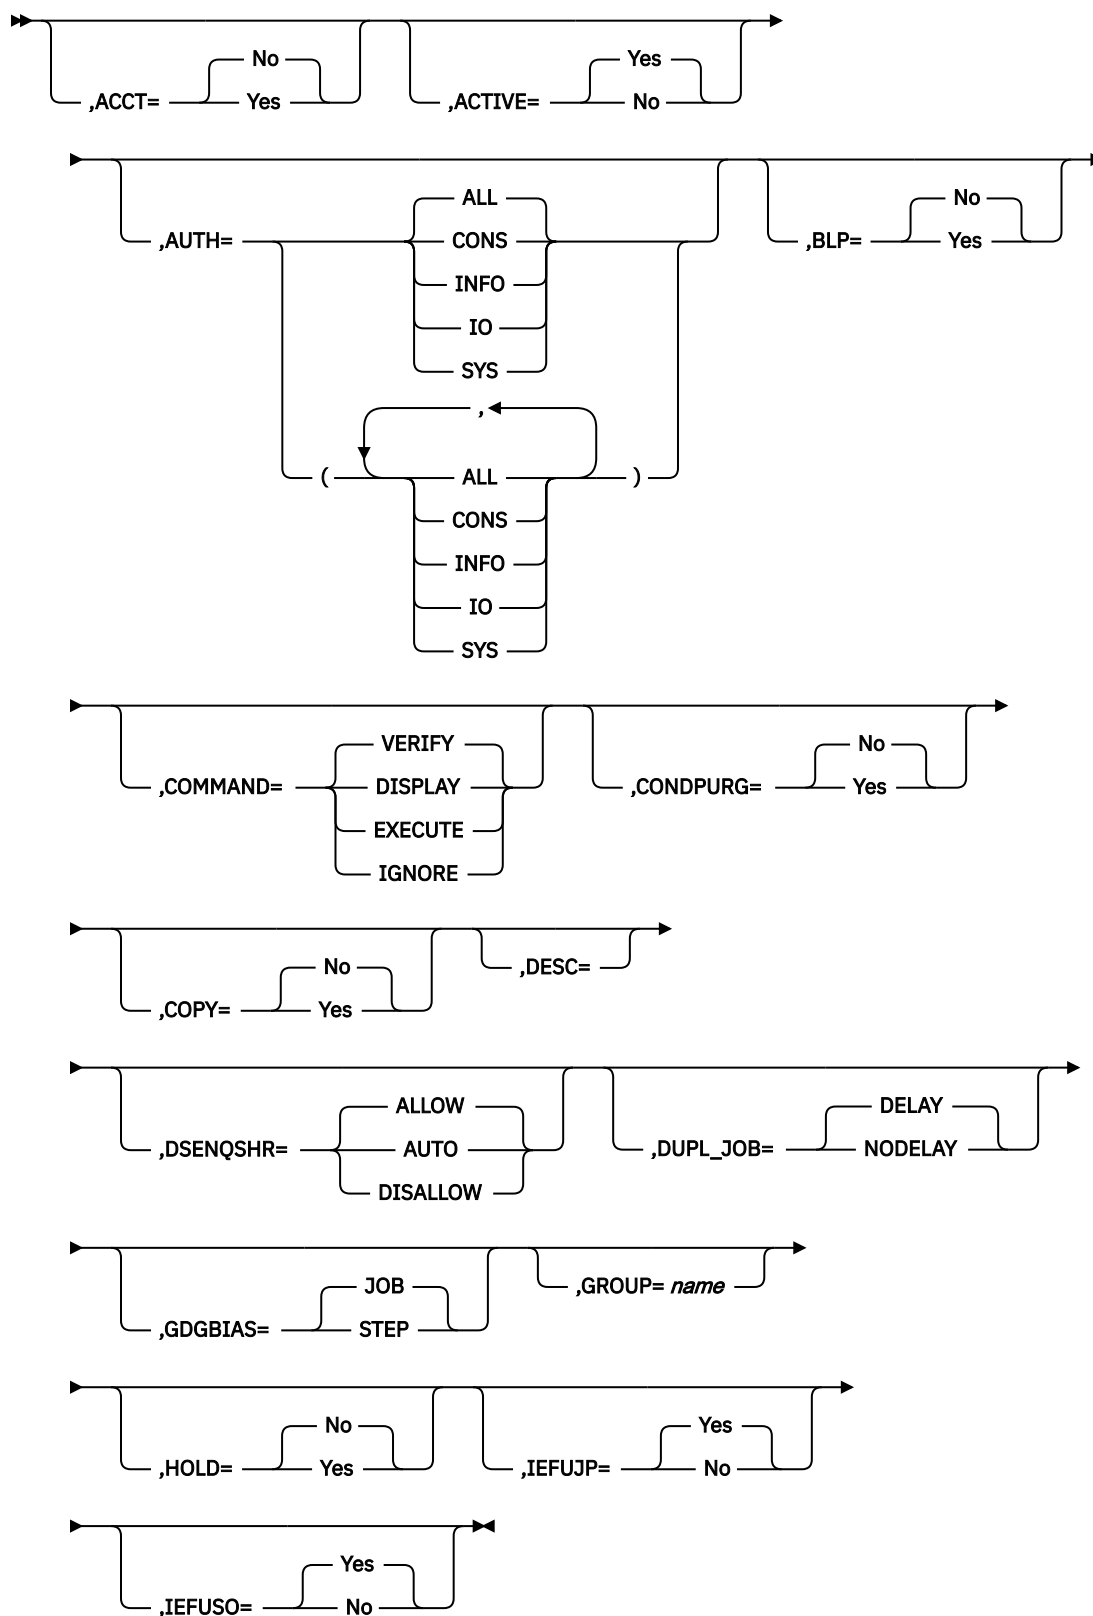 No
,ACCT= Yes
Yes
,ACTIVE= No
ALL
,AUTH= CONS
INFO
IO
SYS
No
,BLP= Yes
,
( ALL )
CONS
INFO
IO
SYS
VERIFY
,COMMAND= DISPLAY
EXECUTE
IGNORE
No
,CONDPURG= Yes
No
,COPY= Yes
,DESC=
ALLOW
,DSENQSHR= AUTO
DISALLOW
DELAY
,DUPL_JOB= NODELAY
JOB
,GDGBIAS= STEP
,GROUP= name
No
,HOLD= Yes
Yes
,IEFUJP= No
Yes
,IEFUSO= No